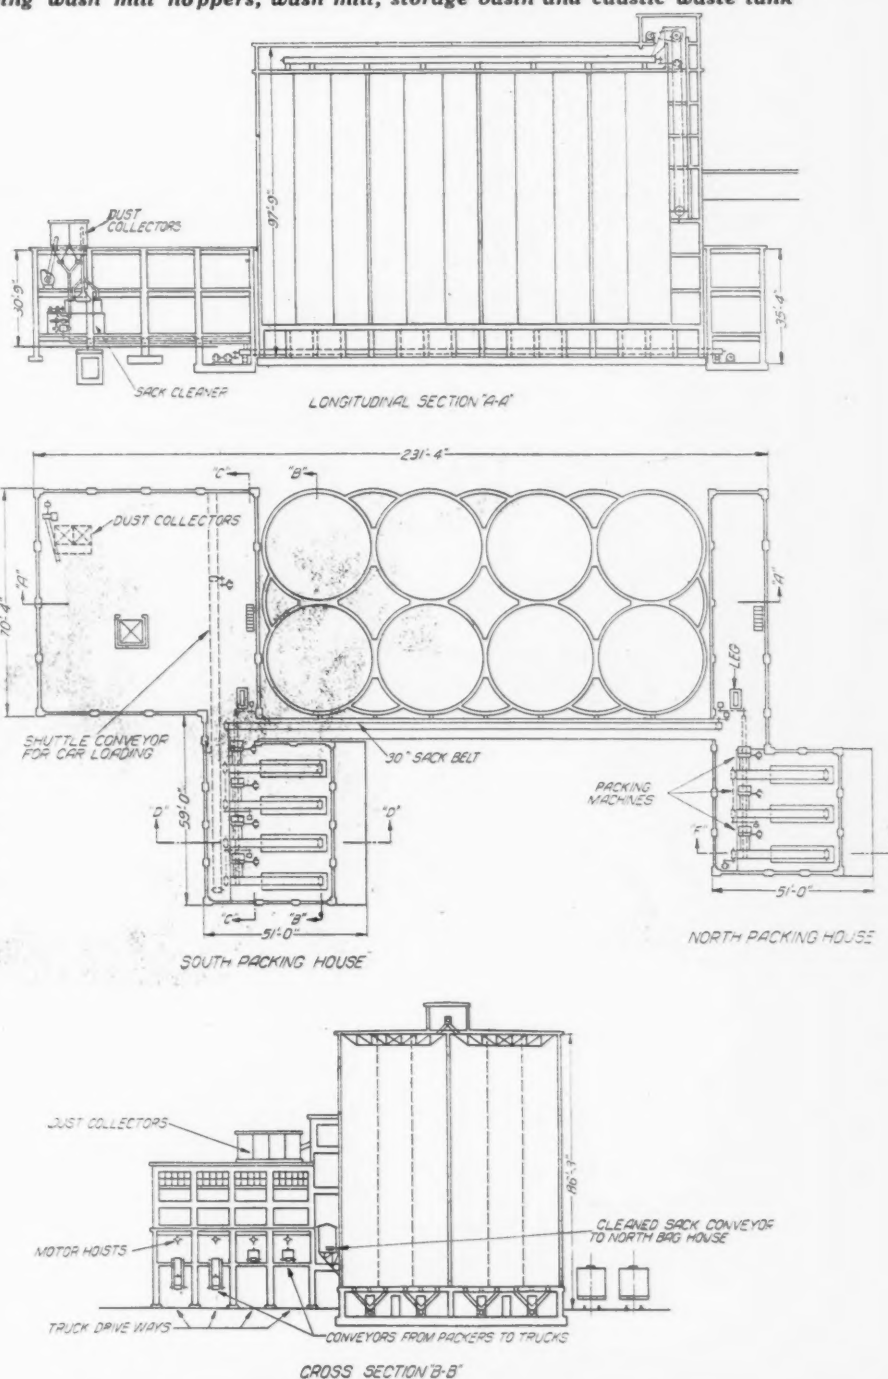 wash mill hoppers, wash mill, storage basin and caustic waste tank
DUST
COLLECTORS
97'-9"
30'-9"
35'-4"
SACK CLEANER
LONGITUDINAL SECTION "A-A"
231'-4"
"C"
"B"
DUST COLLECTORS
"A"
"A"
70'-4"
LEG
SHUTTLE CONVEYOR
FOR CAR LOADING
30" SACK BELT
PACKING
MACHINES
59'-0"
"D"
"D"
"C"
"B"
51'-0"
51'-0"
SOUTH PACKING HOUSE
NORTH PACKING HOUSE
DUST COLLECTORS
86'-3"
CLEANED SACK CONVEYOR
TO NORTH BAG HOUSE
MOTOR HOISTS
TRUCK DRIVE WAYS
CONVEYORS FROM PACKERS TO TRUCKS
CROSS SECTION "B-B"